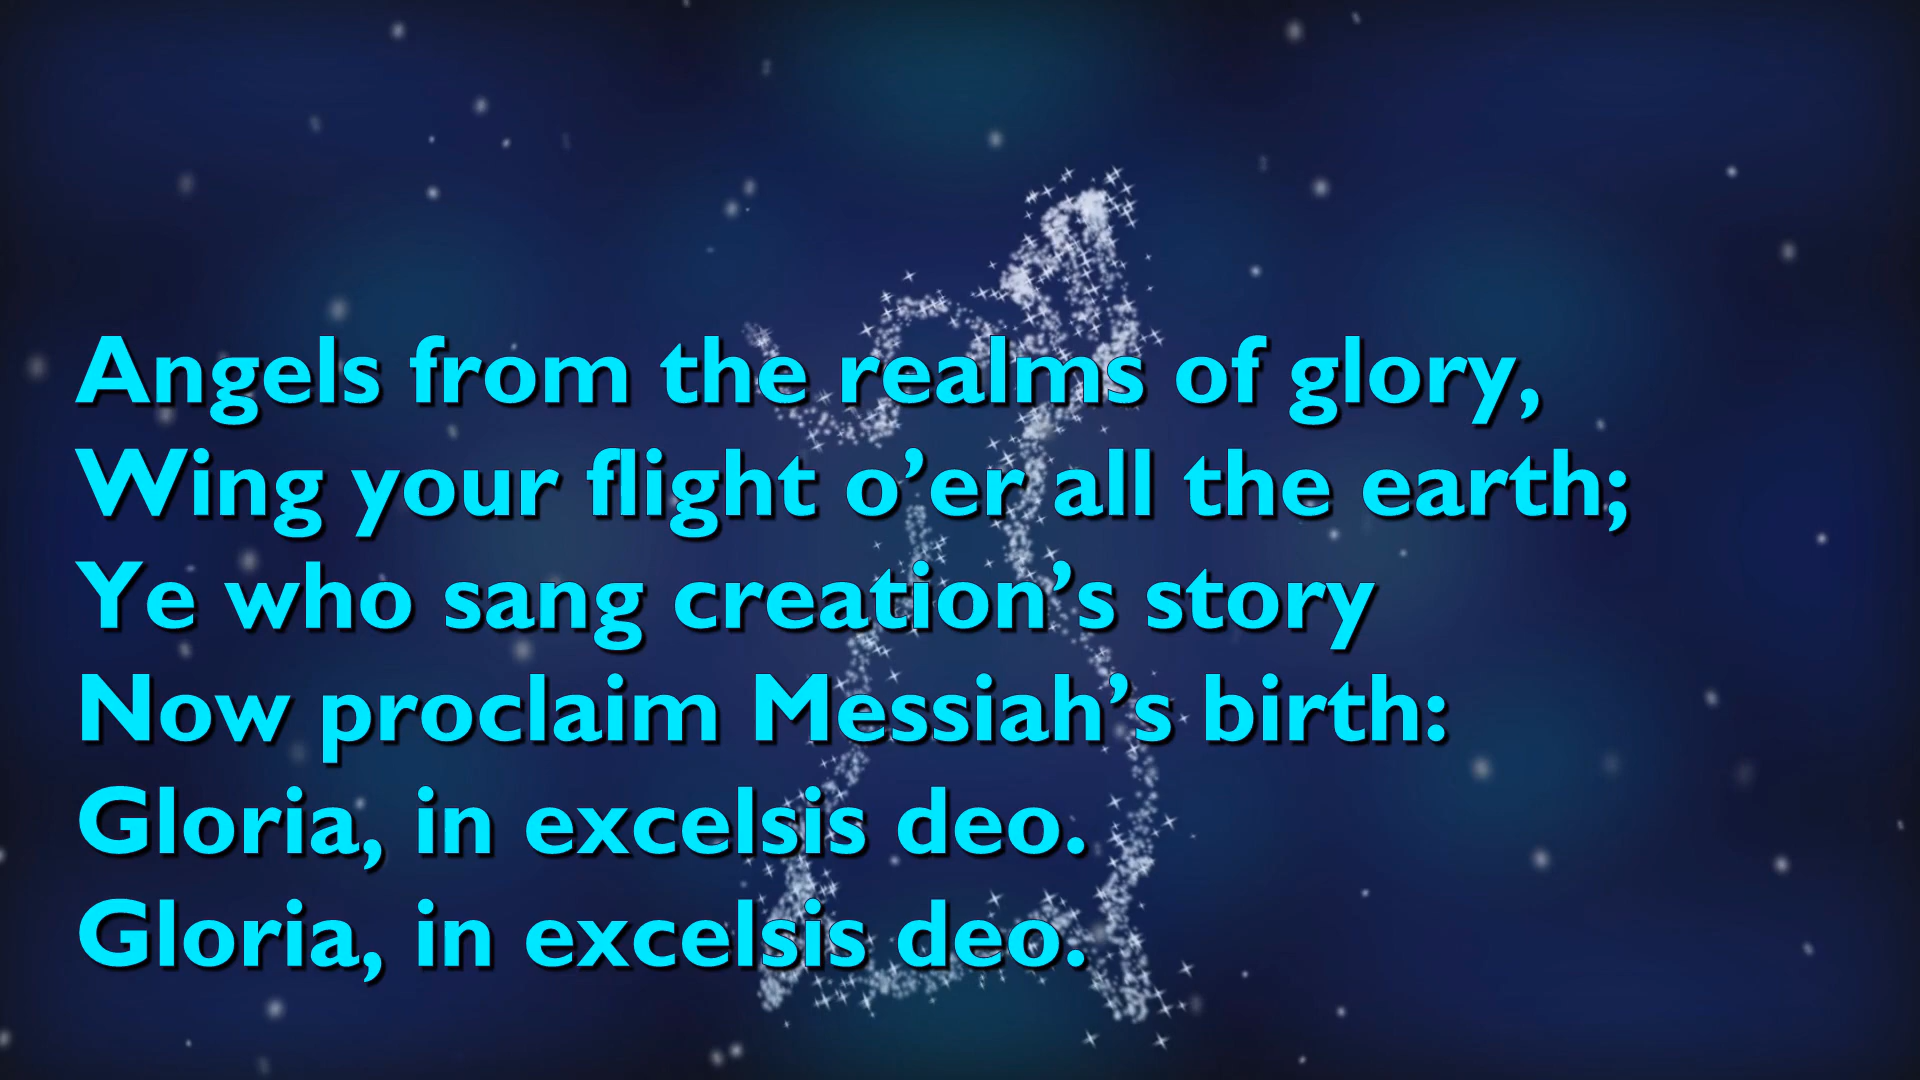 Angels from the realms of glory,
Wing your flight o’er all the earth;
Ye who sang creation’s story
Now proclaim Messiah’s birth:
Gloria, in excelsis deo.
Gloria, in excelsis deo.